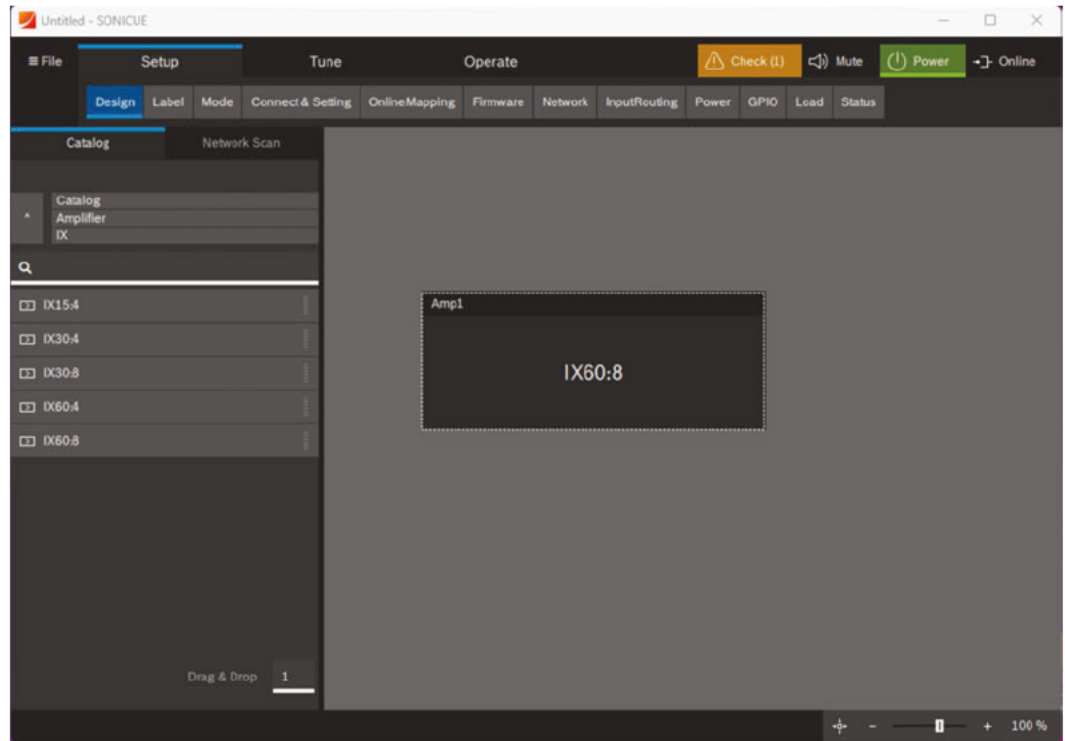 Untitled - SONICUE
File Setup Tune Operate Check (1) Mute Power Online
Design Label Mode Connect & Setting OnlineMapping Firmware Network InputRouting Power GPIO Load Status
Catalog Network Scan
Catalog
Amplifier
IX
IX15:4
IX30:4
IX30:8
IX60:4
IX60:8
Amp1
IX60:8
Drag & Drop 1
- + 100 %